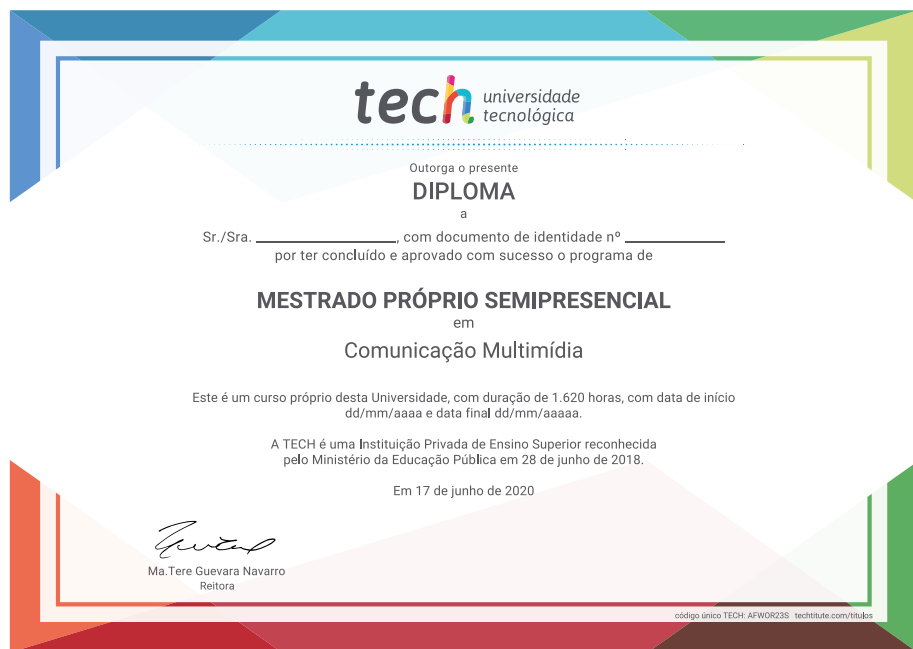 tech universidade
tecnológica
Outorga o presente
DIPLOMA
a
Sr./Sra. ________________, com documento de identidade nº ____________
por ter concluído e aprovado com sucesso o programa de
MESTRADO PRÓPRIO SEMIPRESENCIAL
em
Comunicação Multimídia
Este é um curso próprio desta Universidade, com duração de 1.620 horas, com data de início
dd/mm/aaaa e data final dd/mm/aaaaa.
A TECH é uma Instituição Privada de Ensino Superior reconhecida
pelo Ministério da Educação Pública em 28 de junho de 2018.
Em 17 de junho de 2020
Ma.Tere Guevara Navarro
Reitora
código único TECH: AFWOR23S techtitute.com/titulos